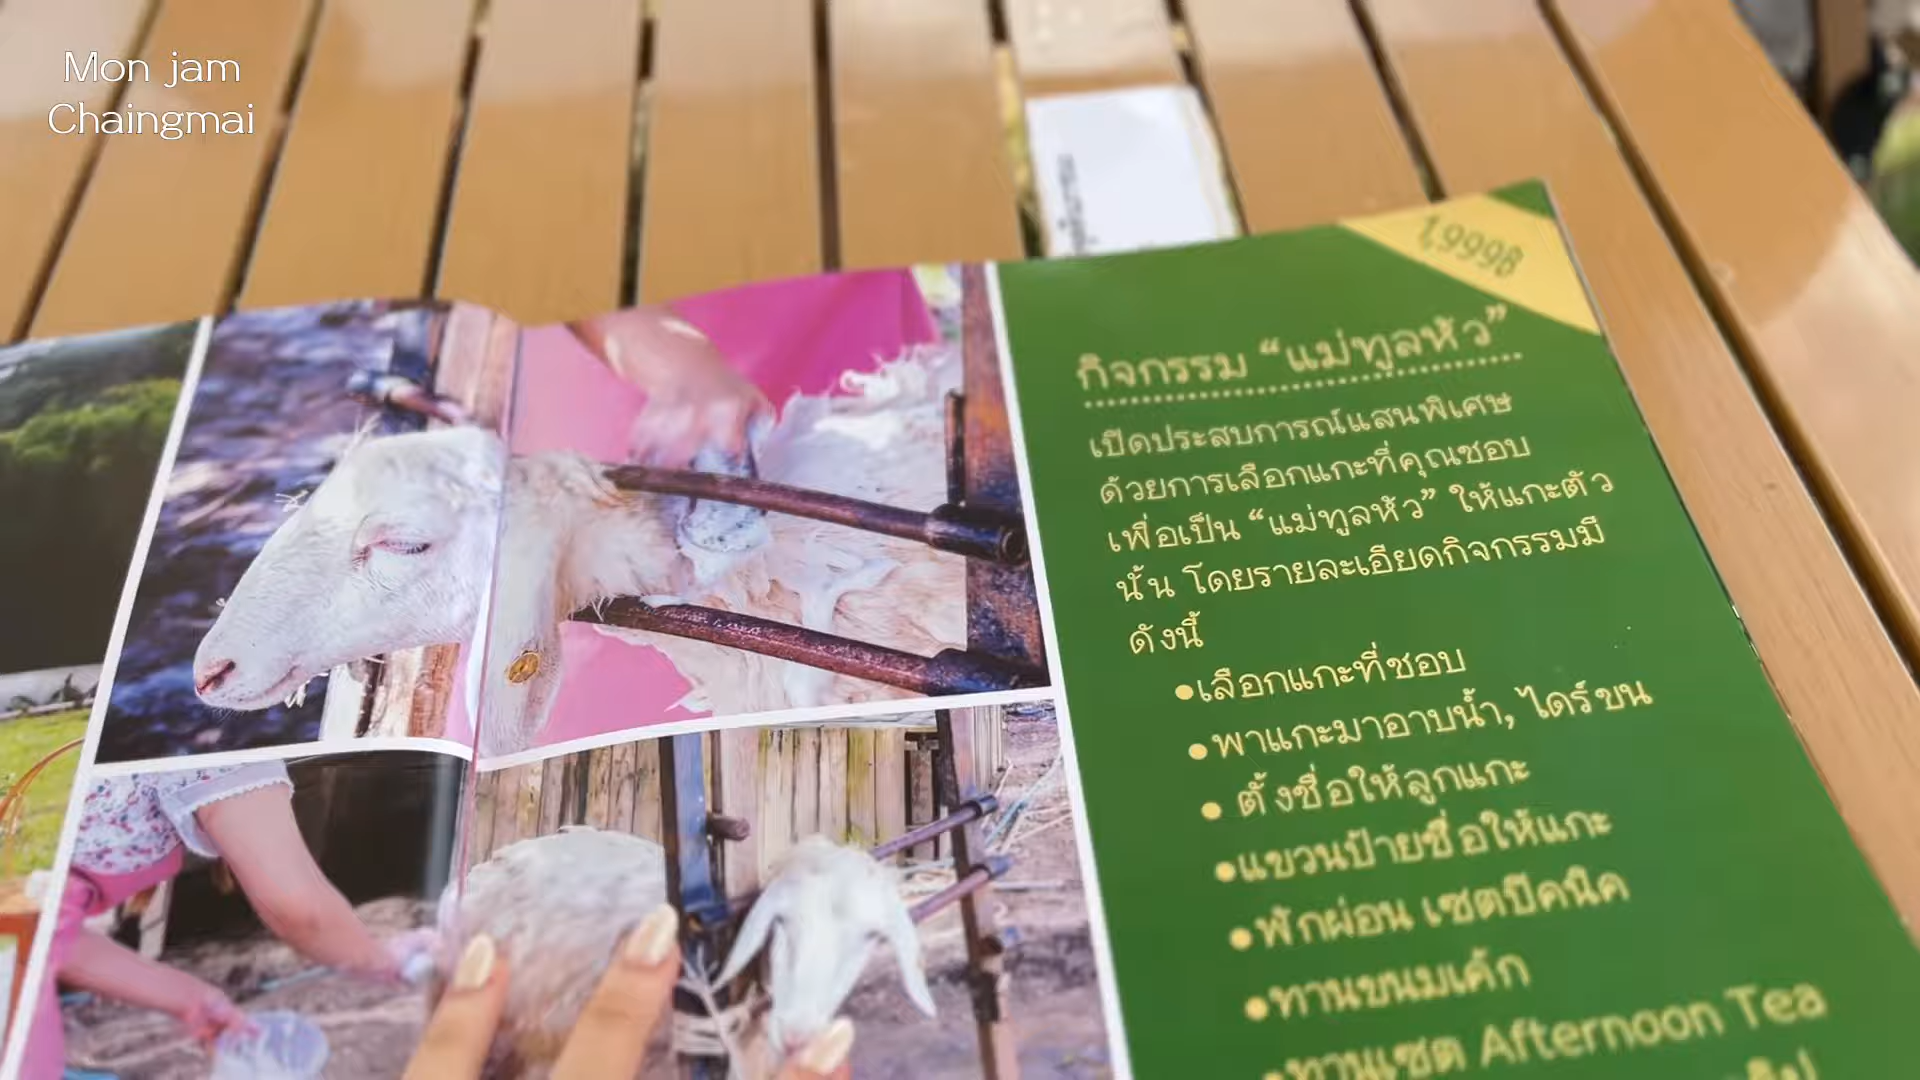 Mon jam
Chaingmai
1,999฿
กิจกรรม “แม่ทูลหัว”
เปิดประสบการณ์แสนพิเศษ
ด้วยการเลือกแกะที่คุณชอบ
เพื่อเป็น “แม่ทูลหัว” ให้แกะตัว
นั้น โดยรายละเอียดกิจกรรมมี
ดังนี้
•เลือกแกะที่ชอบ
•พาแกะมาอาบน้ำ, ไดร์ขน
• ตั้งชื่อให้ลูกแกะ
•แขวนป้ายชื่อให้แกะ
•พักผ่อน เซตปิคนิค
•ทานขนมเค้ก
•ทานเซต Afternoon Tea